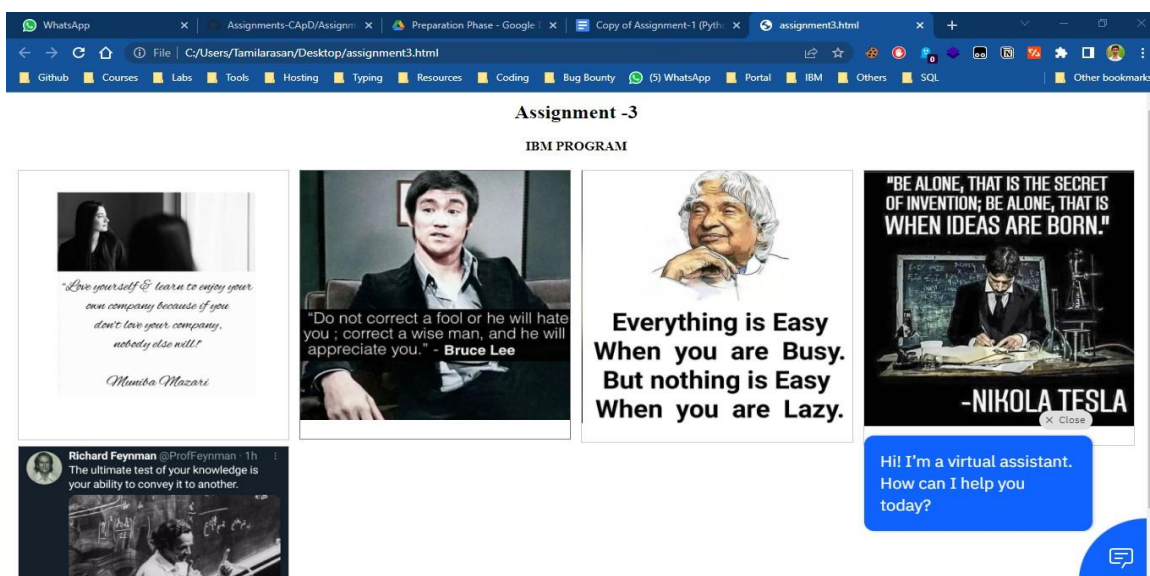 WhatsApp
Assignments-CApD/Assignm
Preparation Phase - Google
Copy of Assignment-1 (Pyth
assignment3.html
File C:/Users/Tamilarasan/Desktop/assignment3.html
Github Courses Labs Tools Hosting Typing Resources Coding Bug Bounty (5) WhatsApp Portal IBM Others SQL Other bookmarks
Assignment -3
IBM PROGRAM
"Love yourself & learn to enjoy your
own company because if you
don't love your company,
nobody else will!"
Muniba Mazari
"Do not correct a fool or he will hate
you ; correct a wise man, and he will
appreciate you." - Bruce Lee
Everything is Easy
When you are Busy.
But nothing is Easy
When you are Lazy.
"BE ALONE, THAT IS THE SECRET
OF INVENTION; BE ALONE, THAT IS
WHEN IDEAS ARE BORN."
-NIKOLA TESLA
Richard Feynman @ProfFeynman · 1h
The ultimate test of your knowledge is
your ability to convey it to another.
Close
Hi! I'm a virtual assistant.
How can I help you
today?